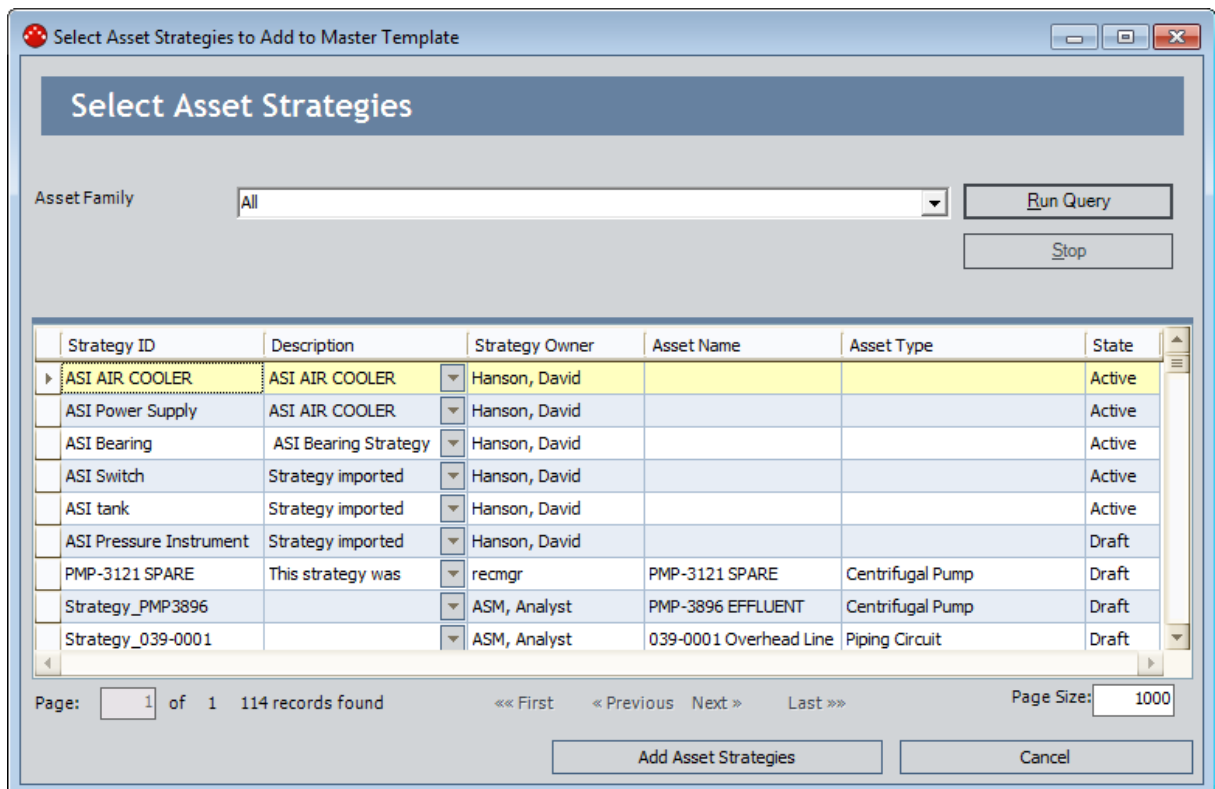 Select Asset Strategies to Add to Master Template
Select Asset Strategies
Asset Family All Run Query
Stop
Strategy ID Description Strategy Owner Asset Name Asset Type State
ASI AIR COOLER ASI AIR COOLER Hanson, David Active
ASI Power Supply ASI AIR COOLER Hanson, David Active
ASI Bearing ASI Bearing Strategy Hanson, David Active
ASI Switch Strategy imported Hanson, David Active
ASI tank Strategy imported Hanson, David Active
ASI Pressure Instrument Strategy imported Hanson, David Draft
PMP-3121 SPARE This strategy was recmgr PMP-3121 SPARE Centrifugal Pump Draft
Strategy_PMP3896 ASM, Analyst PMP-3896 EFFLUENT Centrifugal Pump Draft
Strategy_039-0001 ASM, Analyst 039-0001 Overhead Line Piping Circuit Draft
Page: 1 of 1 114 records found «« First « Previous Next » Last »» Page Size: 1000
Add Asset Strategies Cancel